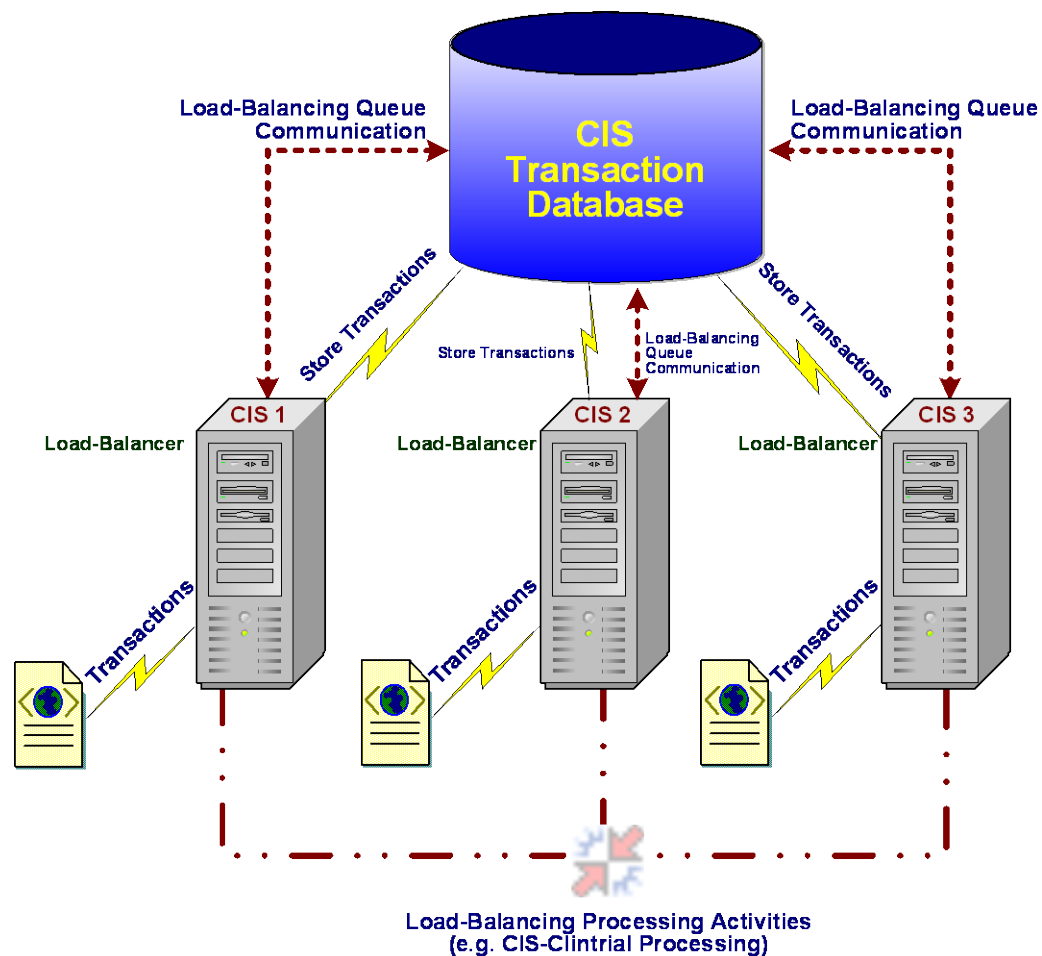 Load-Balancing Queue
Communication
Load-Balancing Queue
Communication
CIS
Transaction
Database
Store Transactions
Store Transactions
Load-Balancing
Queue
Communication
Store Transactions
CIS 1
CIS 2
CIS 3
Load-Balancer
Load-Balancer
Load-Balancer
Transactions
Transactions
Transactions
Load-Balancing Processing Activities
(e.g. CIS-Clintrial Processing)